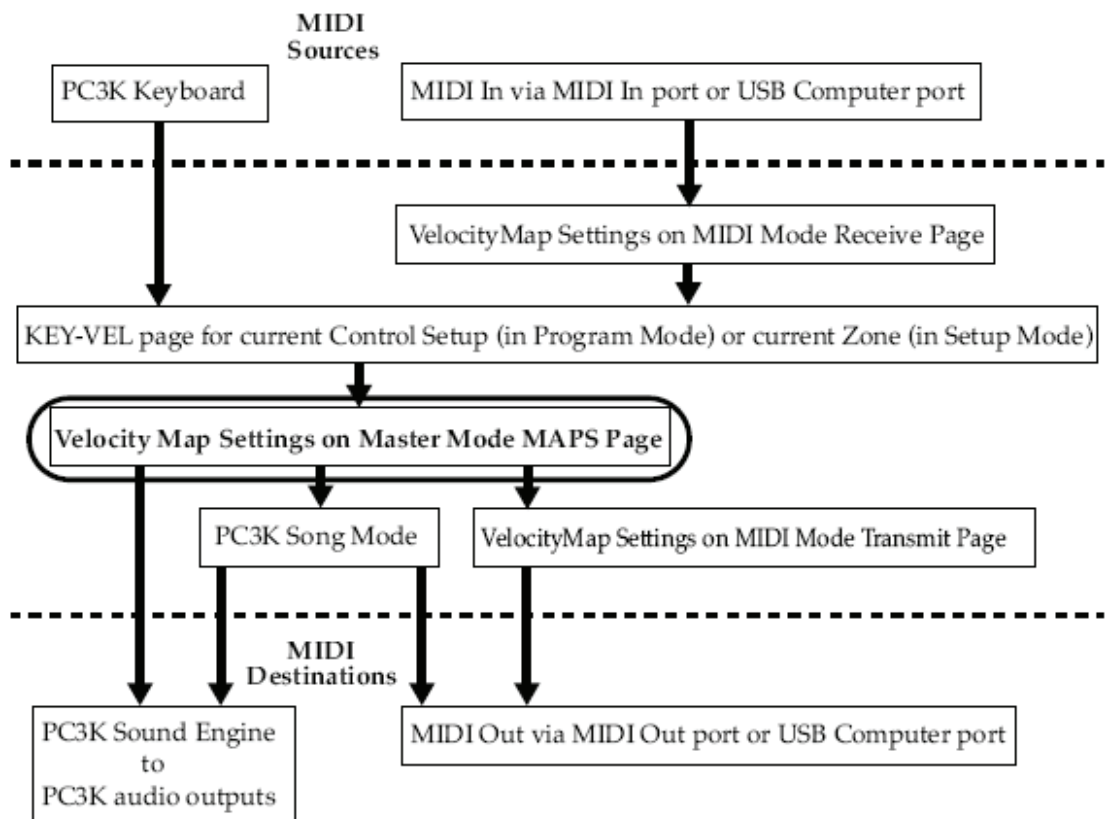 MIDI
Sources
PC3K Keyboard
MIDI In via MIDI In port or USB Computer port
VelocityMap Settings on MIDI Mode Receive Page
KEY-VEL page for current Control Setup (in Program Mode) or current Zone (in Setup Mode)
Velocity Map Settings on Master Mode MAPS Page
PC3K Song Mode
VelocityMap Settings on MIDI Mode Transmit Page
MIDI
Destinations
PC3K Sound Engine
to
PC3K audio outputs
MIDI Out via MIDI Out port or USB Computer port